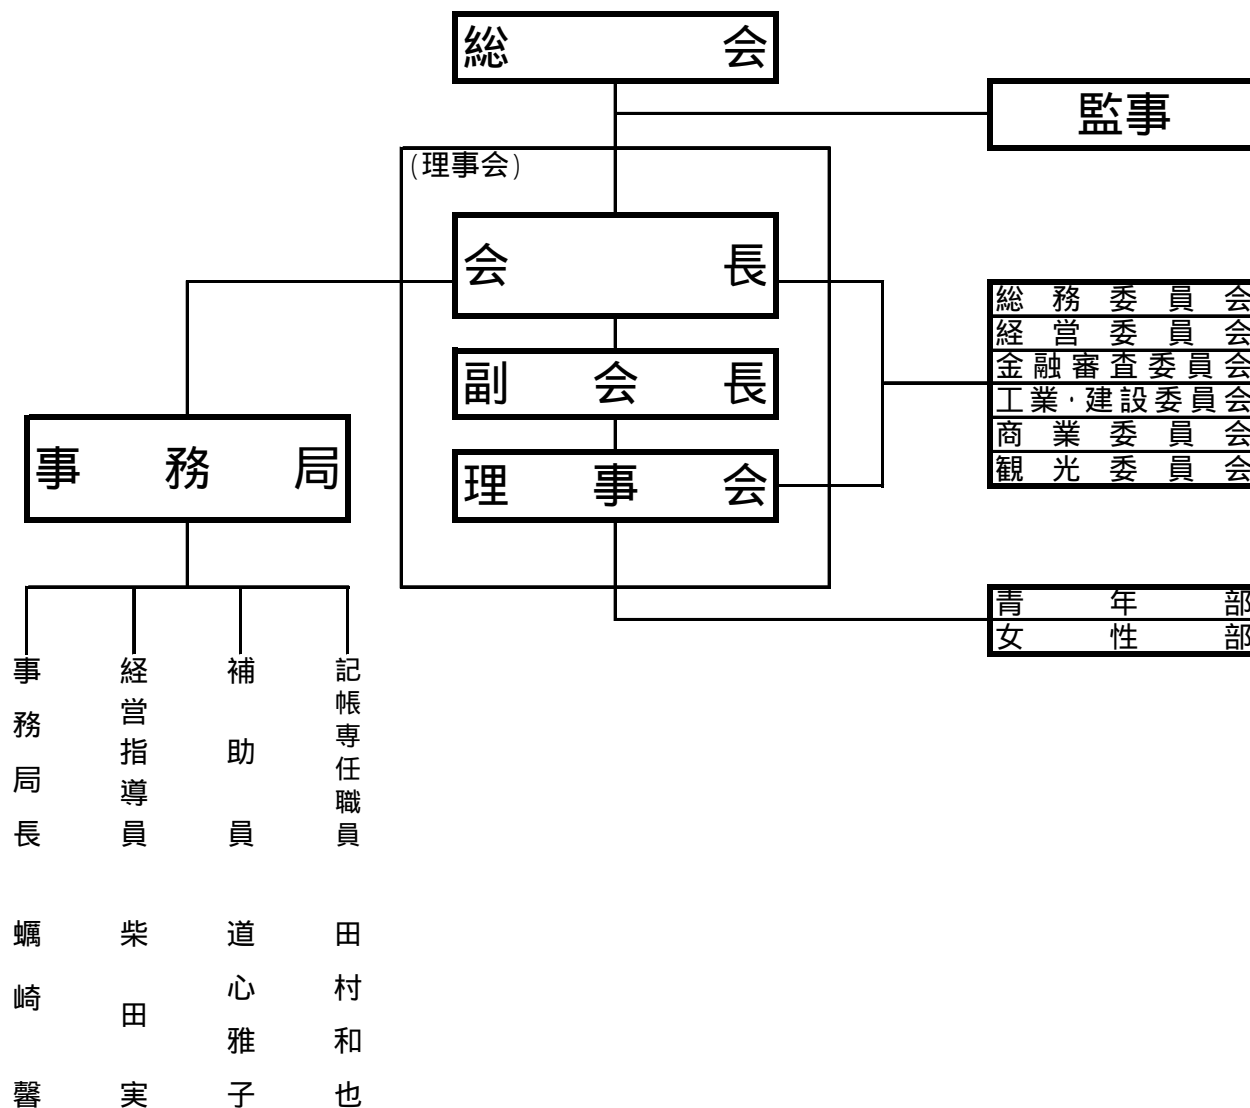 総会
監事
(理事会)
会長
総務委員会
経営委員会
金融審査委員会
工業・建設委員会
商業委員会
観光委員会
副会長
事務局
理事会
青年部
女性部
事務局長 蠣崎馨
経営指導員 柴田実
補助員 道心雅子
記帳専任職員 田村和也